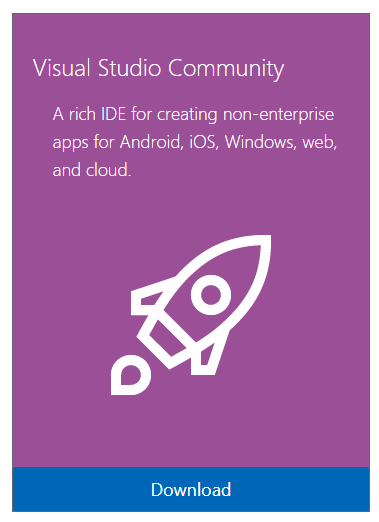 Visual Studio Community
A rich IDE for creating non-enterprise
apps for Android, iOS, Windows, web,
and cloud.
Download